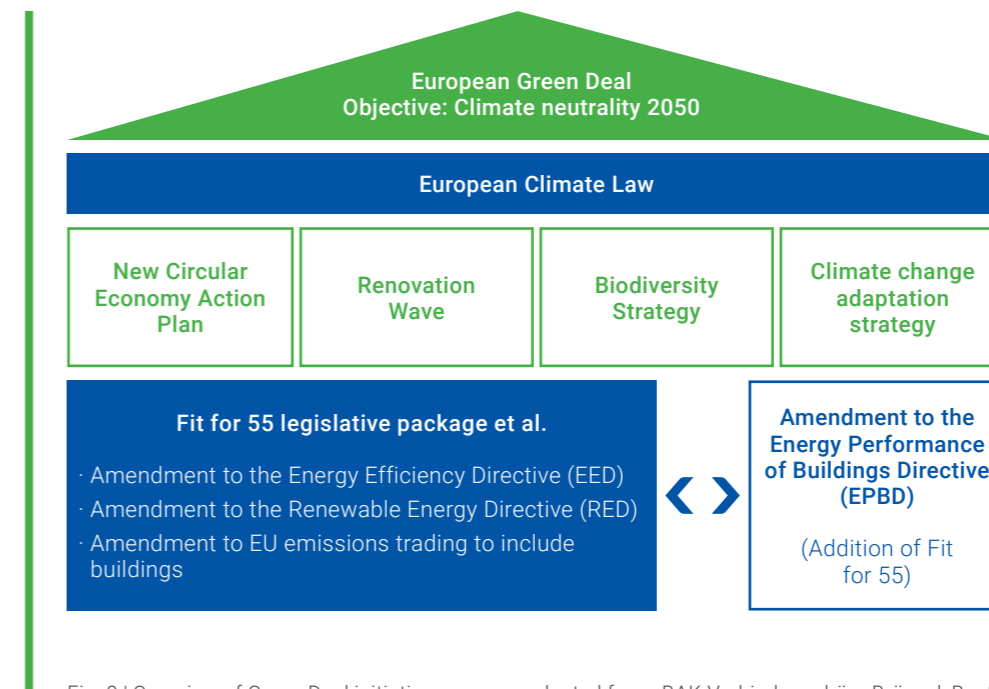 European Green Deal
Objective: Climate neutrality 2050
European Climate Law
New Circular
Economy Action
Plan
Renovation
Wave
Biodiversity
Strategy
Climate change
adaptation
strategy
Fit for 55 legislative package et al.
· Amendment to the Energy Efficiency Directive (EED)
· Amendment to the Renewable Energy Directive (RED)
· Amendment to EU emissions trading to include
buildings
Amendment to the
Energy Performance
of Buildings Directive
(EPBD)
(Addition of Fit
for 55)